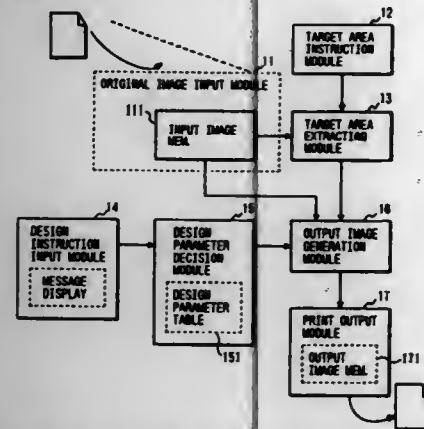 11
ORIGINAL IMAGE INPUT MODULE
111
INPUT IMAGE
MEM.
12
TARGET AREA
INSTRUCTION
MODULE
13
TARGET AREA
EXTRACTING
MODULE
14
DESIGN
INSTRUCTION
INPUT MODULE
MESSAGE
DISPLAY
15
DESIGN
PARAMETER
DECISION
MODULE
DESIGN
PARAMETER
TABLE
151
16
OUTPUT IMAGE
GENERATION
MODULE
17
PRINT OUTPUT
MODULE
OUTPUT
IMAGE MEM.
171